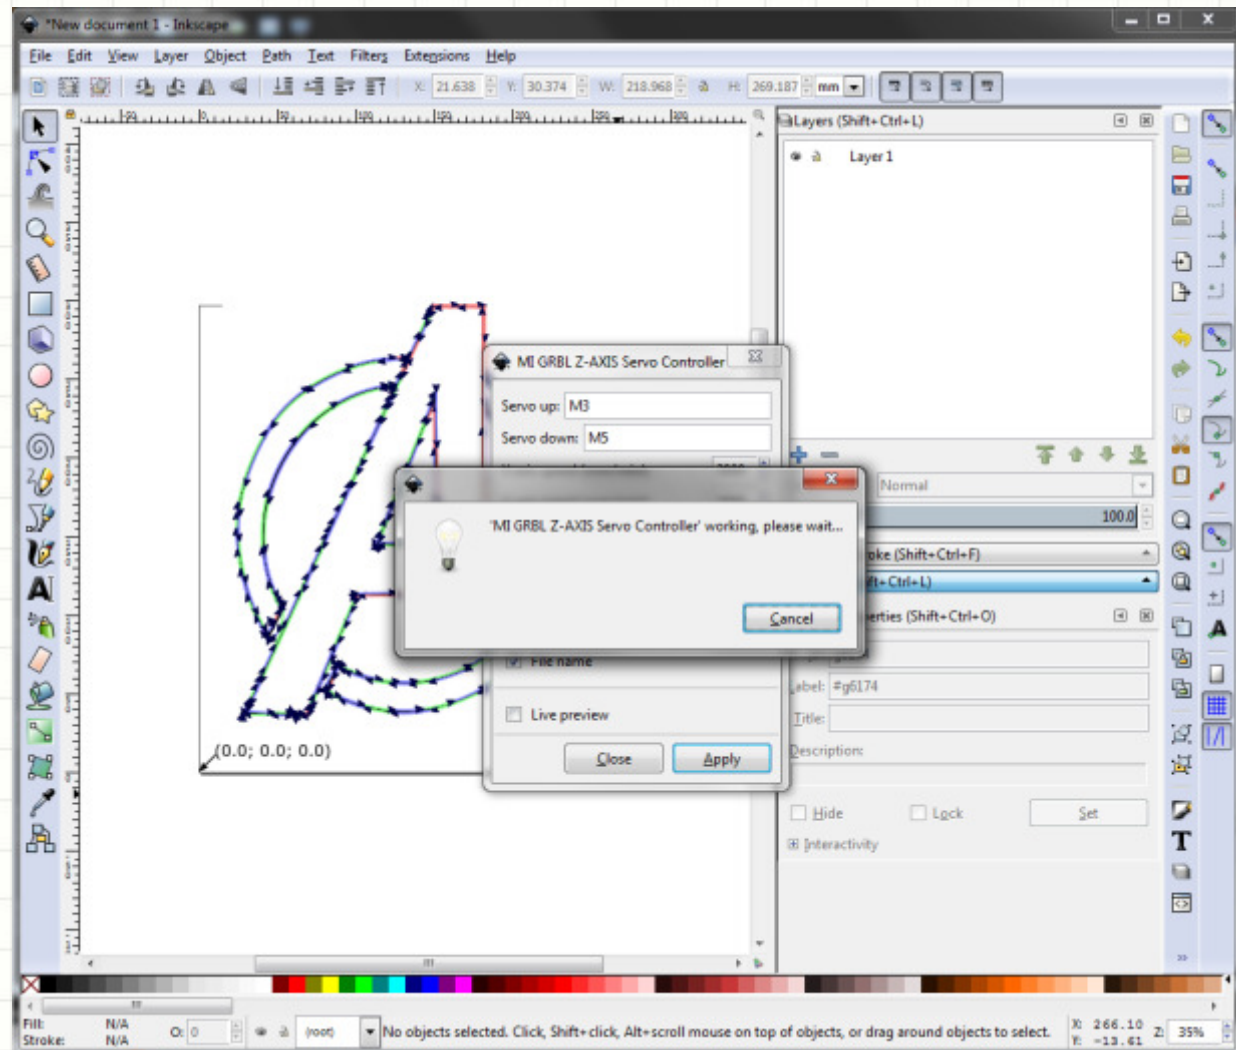 *New document 1 - Inkscape
File Edit View Layer Object Path Text Filters Extensions Help
X: 21.638 Y: 30.374 W: 218.968 H: 269.187 mm
Layers (Shift+Ctrl+L)
Layer 1
MI GRBL Z-AXIS Servo Controller
Servo up: M3
Servo down: M5
Normal
100.0
'MI GRBL Z-AXIS Servo Controller' working, please wait...
oke (Shift+Ctrl+F)
ft+Ctrl+L)
Cancel
erties (Shift+Ctrl+O)
File name
abel: #g6174
Live preview
Title:
(0.0; 0.0; 0.0)
Description:
Close Apply
Hide Lock Set
Interactivity
Fill: N/A
Stroke: N/A
O: 0
(root)
No objects selected. Click, Shift+click, Alt+scroll mouse on top of objects, or drag around objects to select.
X: 266.10
Y: -13.61
Z: 35%